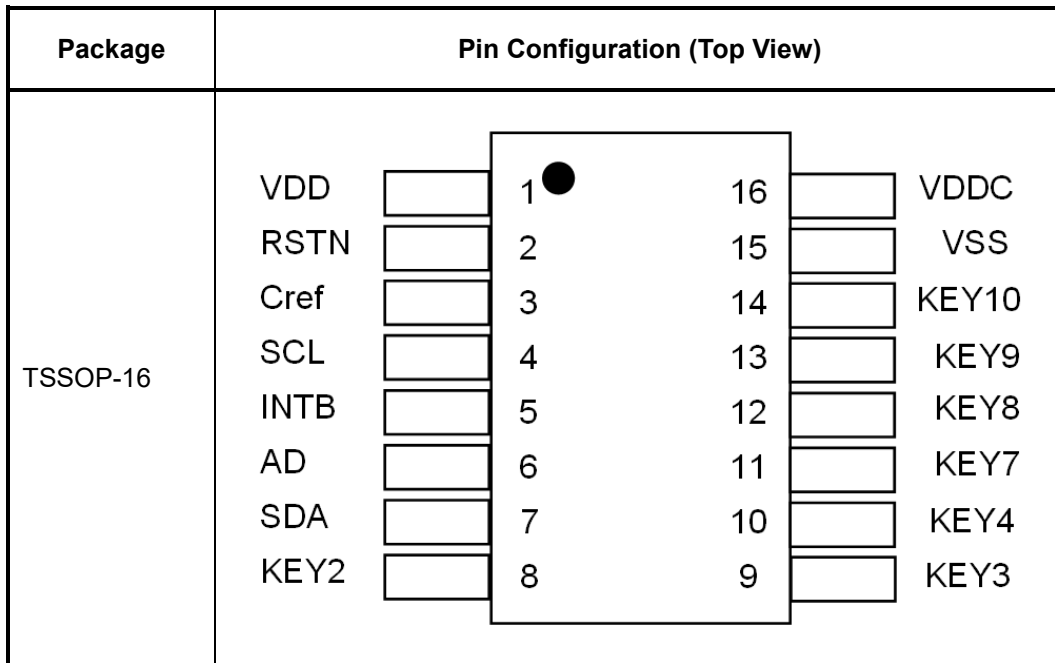 Package Pin Configuration (Top View)
VDD 1 16 VDDC
RSTN 2 15 VSS
Cref 3 14 KEY10
SCL 4 13 KEY9
TSSOP-16
INTB 5 12 KEY8
AD 6 11 KEY7
SDA 7 10 KEY4
KEY2 8 9 KEY3